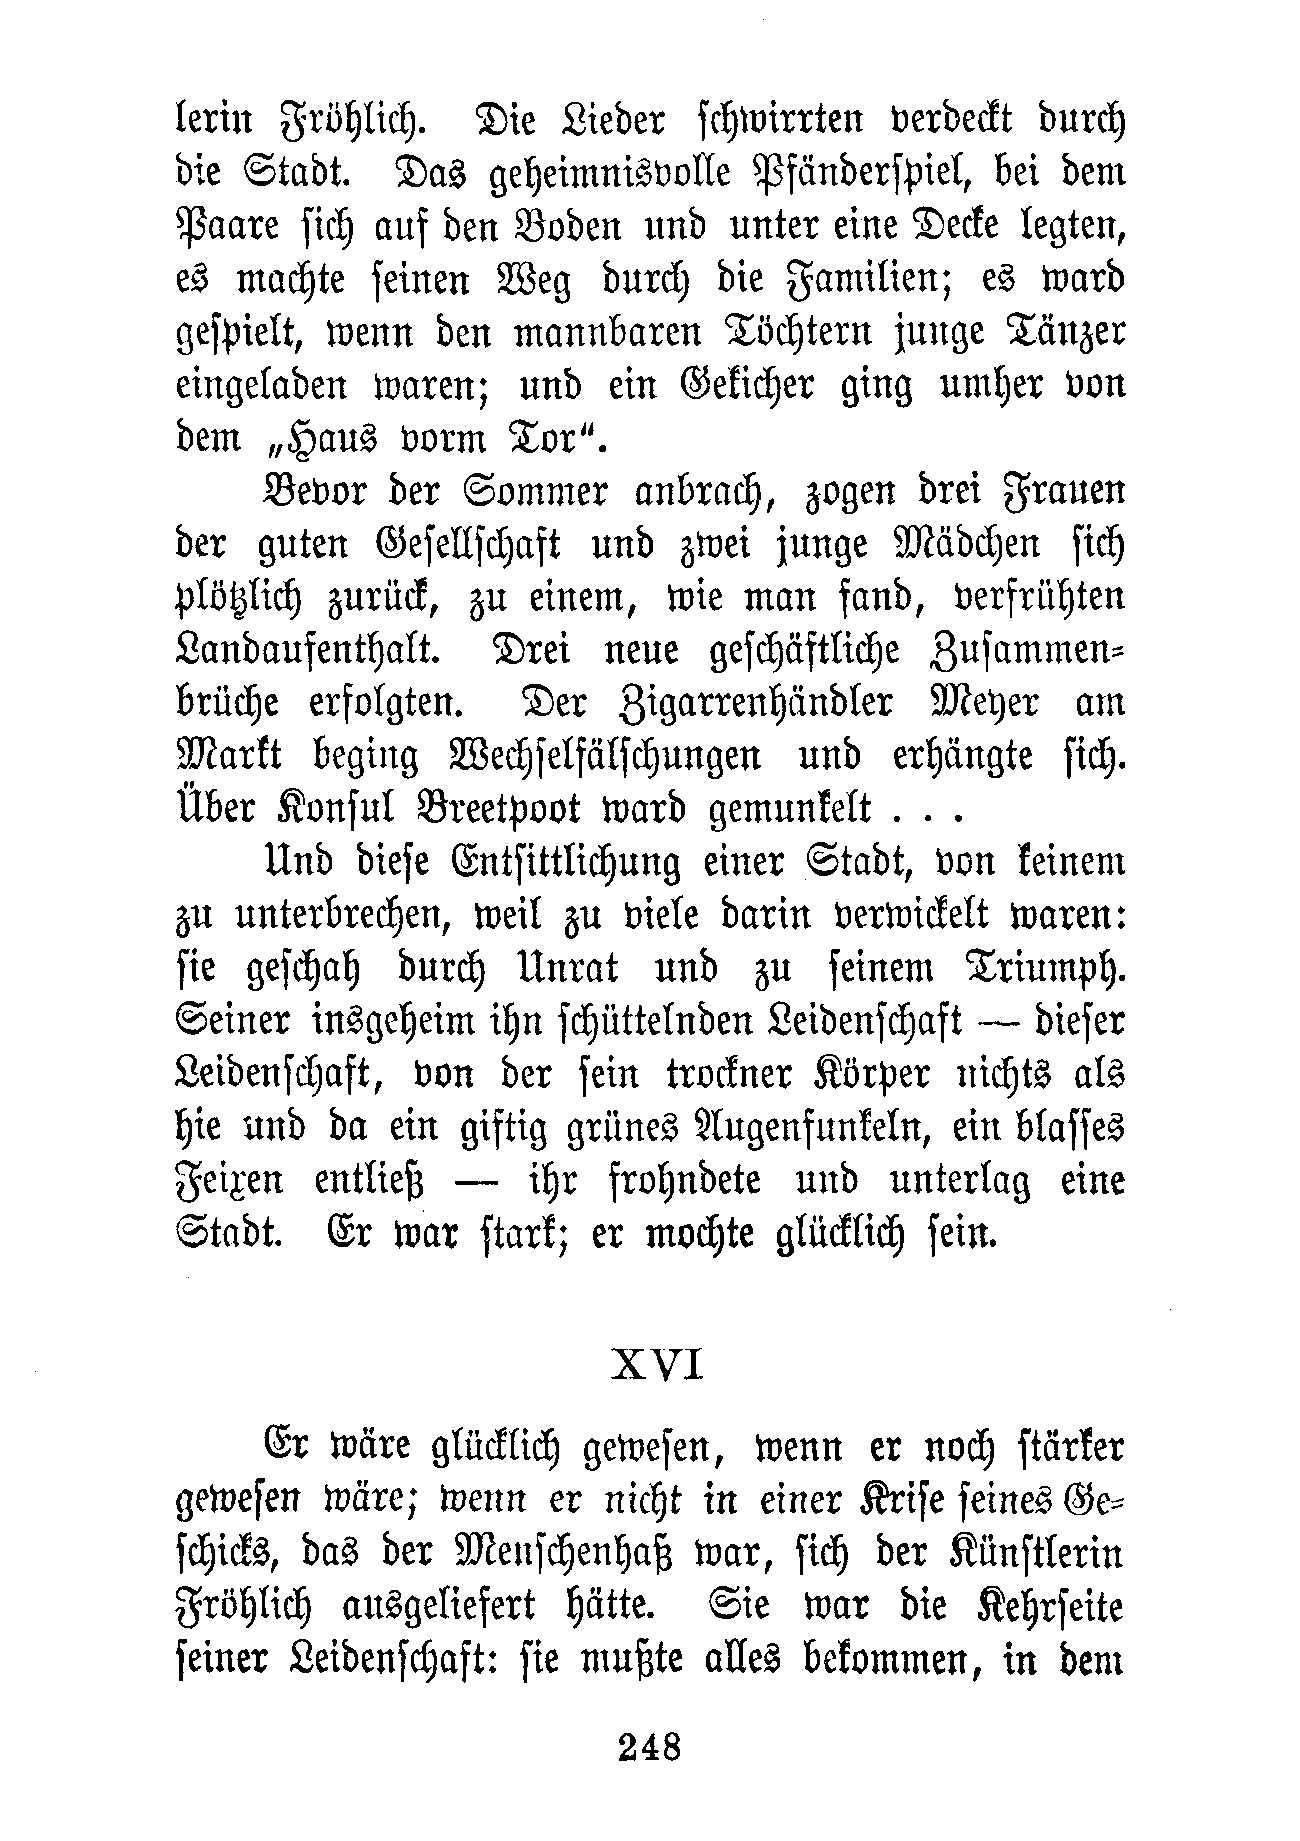 lerin Fröhlich. Die Lieder ſchwirrten verdeckt durch
die Stadt. Das geheimnisvolle Pfänderſpiel, bei dem
Paare ſich auf den Boden und unter eine Decke legten,
es machte ſeinen Weg durch die Familien; es ward
geſpielt, wenn den mannbaren Töchtern junge Tänzer
eingeladen waren; und ein Gekicher ging umher von
dem „Haus vorm Tor“.
Bevor der Sommer anbrach, zogen drei Frauen
der guten Geſellſchaft und zwei junge Mädchen ſich
plötzlich zurück, zu einem, wie man fand, verfrühten
Landaufenthalt. Drei neue geſchäftliche Zuſammen⸗
brüche erfolgten. Der Zigarrenhändler Meyer am
Markt beging Wechſelfälſchungen und erhängte ſich.
Über Konſul Breetpoot ward gemunkelt . . .
Und dieſe Entſittlichung einer Stadt, von keinem
zu unterbrechen, weil zu viele darin verwickelt waren:
ſie geſchah durch Unrat und zu ſeinem Triumph.
Seiner insgeheim ihn ſchüttelnden Leidenſchaft — dieſer
Leidenſchaft, von der ſein trockner Körper nichts als
hie und da ein giftig grünes Augenfunkeln, ein blaſſes
Feixen entließ — ihr frohndete und unterlag eine
Stadt. Er war ſtark; er mochte glücklich ſein.
XVI
Er wäre glücklich geweſen, wenn er noch ſtärker
geweſen wäre; wenn er nicht in einer Kriſe ſeines Ge⸗
ſchicks, das der Menſchenhaß war, ſich der Künſtlerin
Fröhlich ausgeliefert hätte. Sie war die Kehrſeite
ſeiner Leidenſchaft: ſie mußte alles bekommen, in dem
248